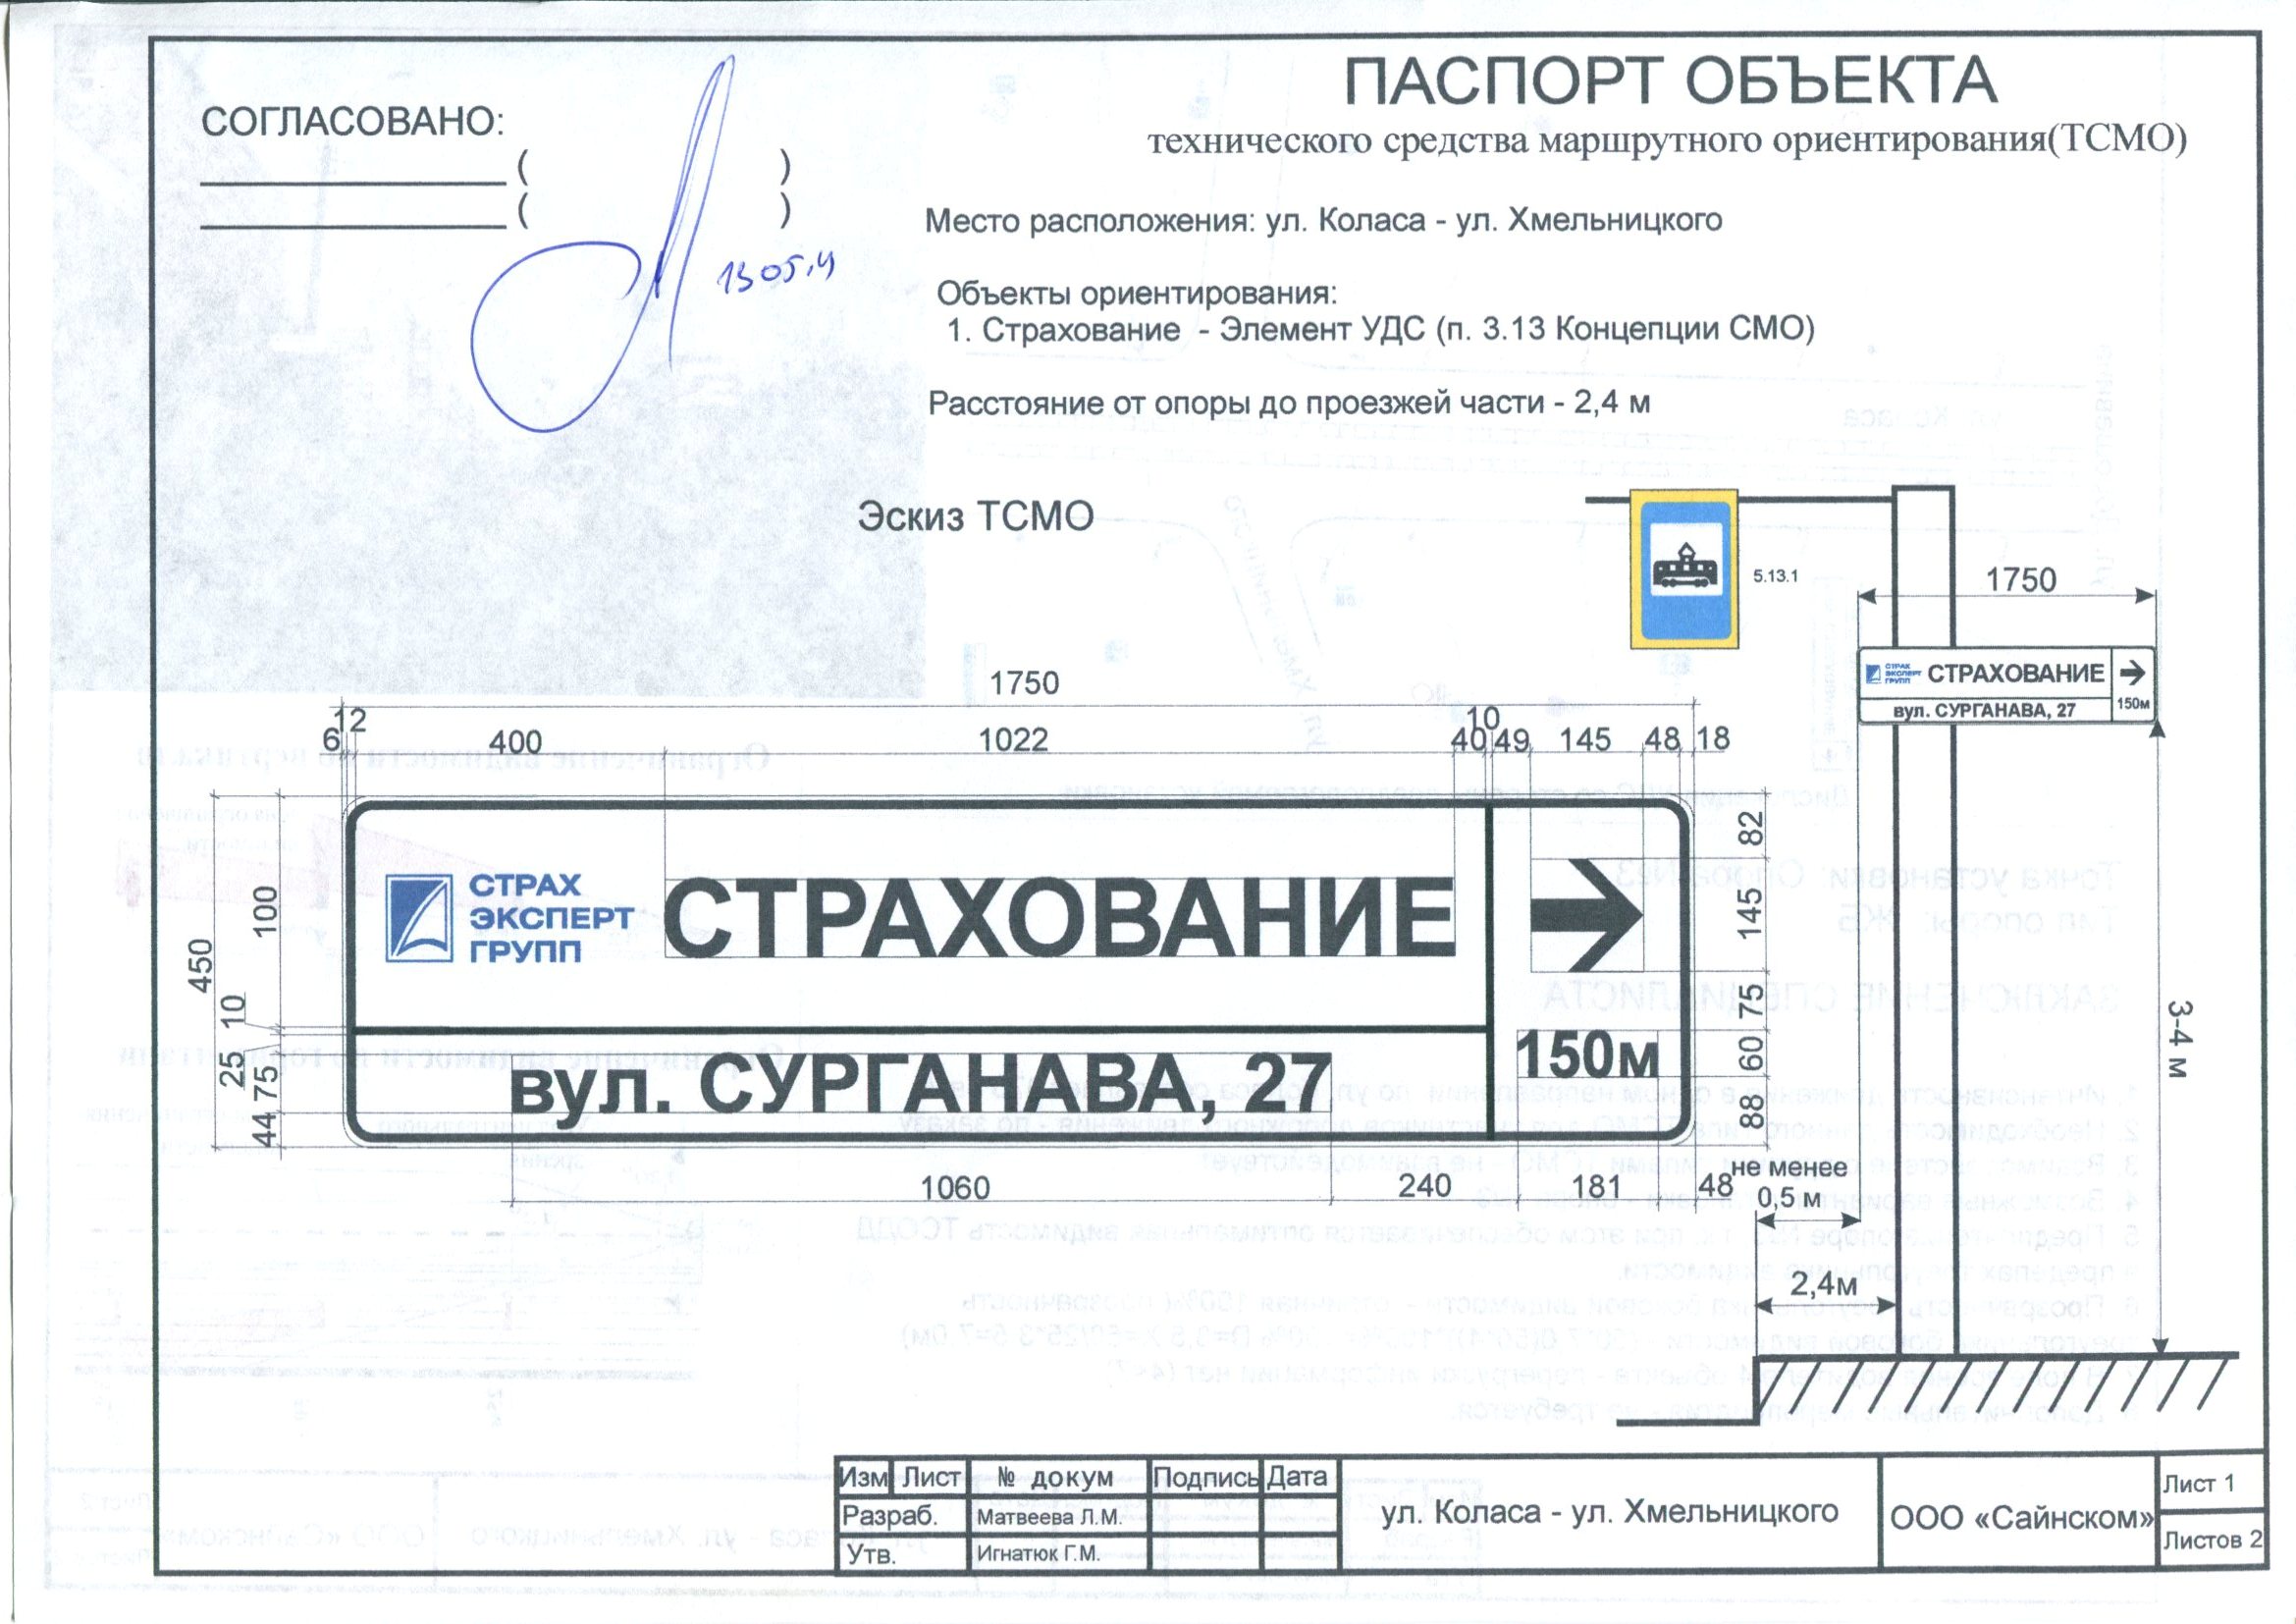 ПАСПОРТ ОБЪЕКТА
технического средства маршрутного ориентирования(ТСМО)
СОГЛАСОВАНО:
( )
( )
13 05.14
Место расположения: ул. Коласа - ул. Хмельницкого
Объекты ориентирования:
1. Страхование - Элемент УДС (п. 3.13 Концепции СМО)
Расстояние от опоры до проезжей части - 2,4 м
Эскиз ТСМО
5.13.1
1750
СТРАХ
ЭКСПЕРТ
ГРУПП
СТРАХОВАНИЕ
вул. СУРГАНАВА, 27
150м
1750
6 12 400 1022 40 10 49 145 48 18
450
100
10
25
75
44
СТРАХ
ЭКСПЕРТ
ГРУПП
СТРАХОВАНИЕ
вул. СУРГАНАВА, 27
150м
82
145
75
60
88
1060 240 181 48
не менее
0,5 м
2,4м
3-4 м
Изм Лист № докум Подпись Дата
Разраб. Матвеева Л.М.
Утв. Игнатюк Г.М.
ул. Коласа - ул. Хмельницкого
ООО «Сайнском»
Лист 1
Листов 2